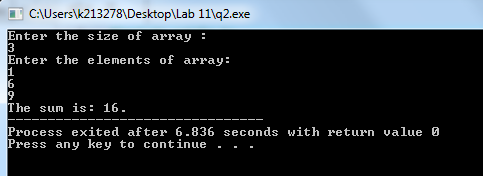 C:\Users\k213278\Desktop\Lab 11\q2.exe
Enter the size of array :
3
Enter the elements of array:
1
6
9
The sum is: 16.
--------------------------------
Process exited after 6.836 seconds with return value 0
Press any key to continue . . .